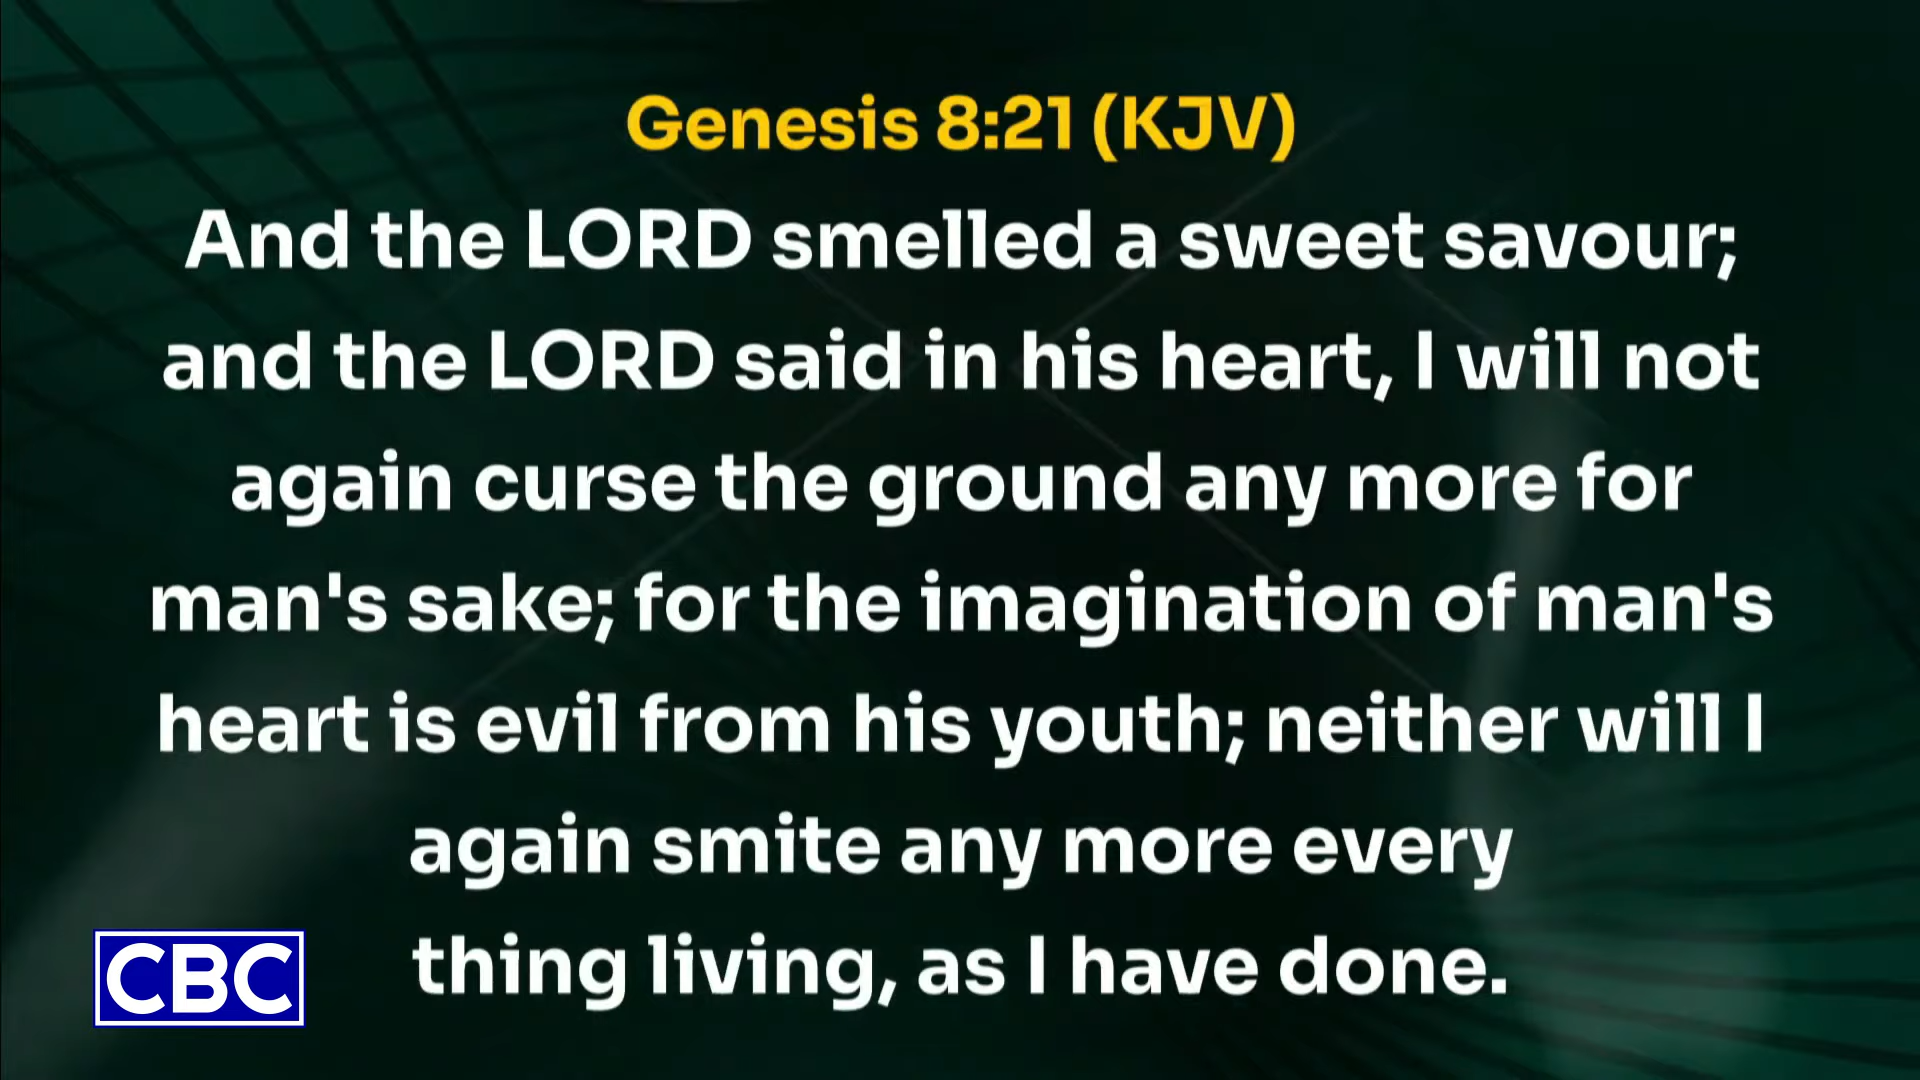 Genesis 8:21 (KJV)
And the LORD smelled a sweet savour;
and the LORD said in his heart, I will not
again curse the ground any more for
man's sake; for the imagination of man's
heart is evil from his youth; neither will I
again smite any more every
thing living, as I have done.
CBC